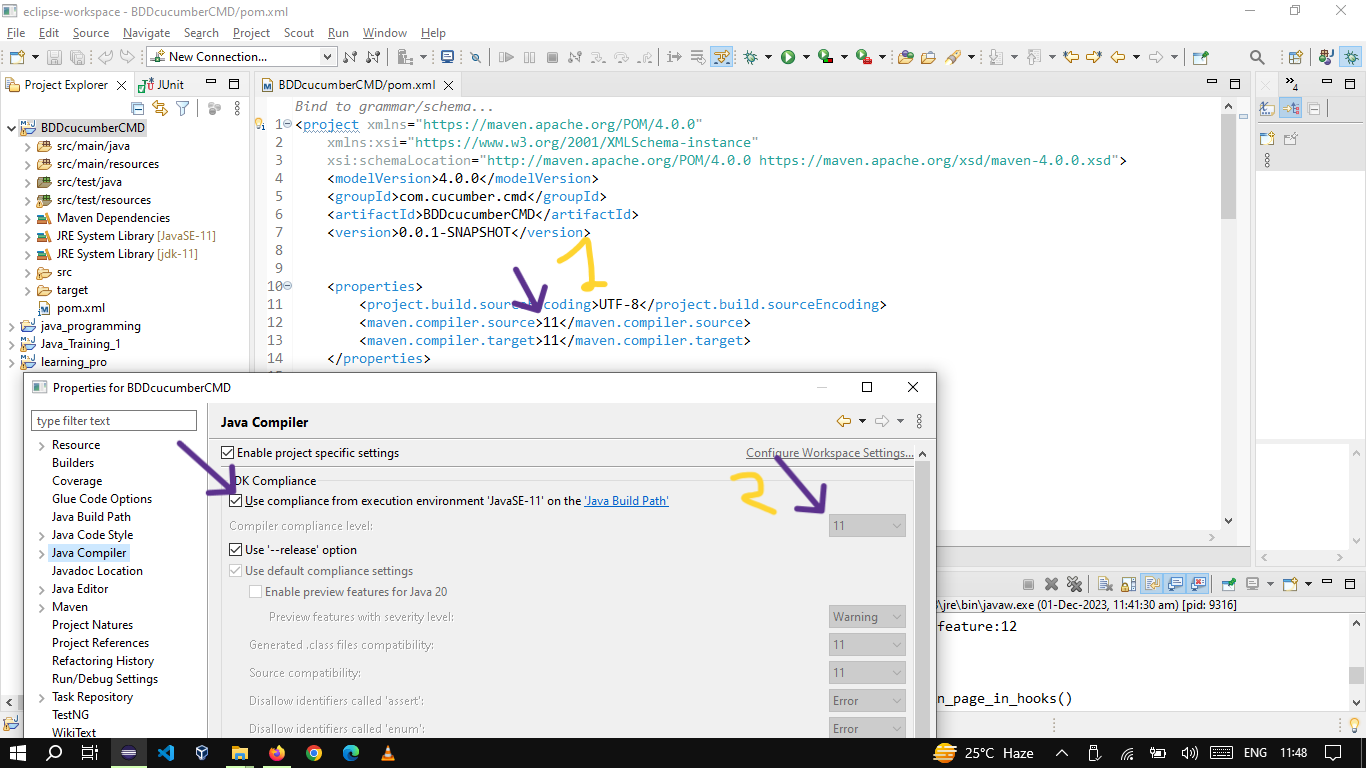 eclipse-workspace - BDDcucumberCMD/pom.xml
File Edit Source Navigate Search Project Scout Run Window Help
New Connection...
Project Explorer
JUnit
BDDcucumberCMD
src/main/java
src/main/resources
src/test/java
src/test/resources
Maven Dependencies
JRE System Library [JavaSE-11]
JRE System Library [jdk-11]
src
target
pom.xml
java_programming
Java_Training_1
learning_pro
BDDcucumberCMD/pom.xml
4
Bind to grammar/schema...
1 <project xmlns="https://maven.apache.org/POM/4.0.0"
2 xmlns:xsi="https://www.w3.org/2001/XMLSchema-instance"
3 xsi:schemaLocation="http://maven.apache.org/POM/4.0.0 https://maven.apache.org/xsd/maven-4.0.0.xsd">
4 <modelVersion>4.0.0</modelVersion>
5 <groupId>com.cucumber.cmd</groupId>
6 <artifactId>BDDcucumberCMD</artifactId>
7 <version>0.0.1-SNAPSHOT</version>
8
9
1
10 <properties>
11 <project.build.sourceEncoding>UTF-8</project.build.sourceEncoding>
12 <maven.compiler.source>11</maven.compiler.source>
13 <maven.compiler.target>11</maven.compiler.target>
14 </properties>
Properties for BDDcucumberCMD
type filter text
Resource
Builders
Coverage
Glue Code Options
Java Build Path
Java Code Style
Java Compiler
Javadoc Location
Java Editor
Maven
Project Natures
Project References
Refactoring History
Run/Debug Settings
Task Repository
TestNG
WikiText
Java Compiler
Enable project specific settings
Configure Workspace Settings...
JDK Compliance
2
Use compliance from execution environment 'JavaSE-11' on the 'Java Build Path'
Compiler compliance level: 11
Use '--release' option
Use default compliance settings
Enable preview features for Java 20
Preview features with severity level: Warning
Generated .class files compatibility: 11
Source compatibility: 11
Disallow identifiers called 'assert': Error
Disallow identifiers called 'enum': Error
\jre\bin\javaw.exe (01-Dec-2023, 11:41:30 am) [pid: 9316]
feature:12
n_page_in_hooks()
25°C Haze
ENG
11:48